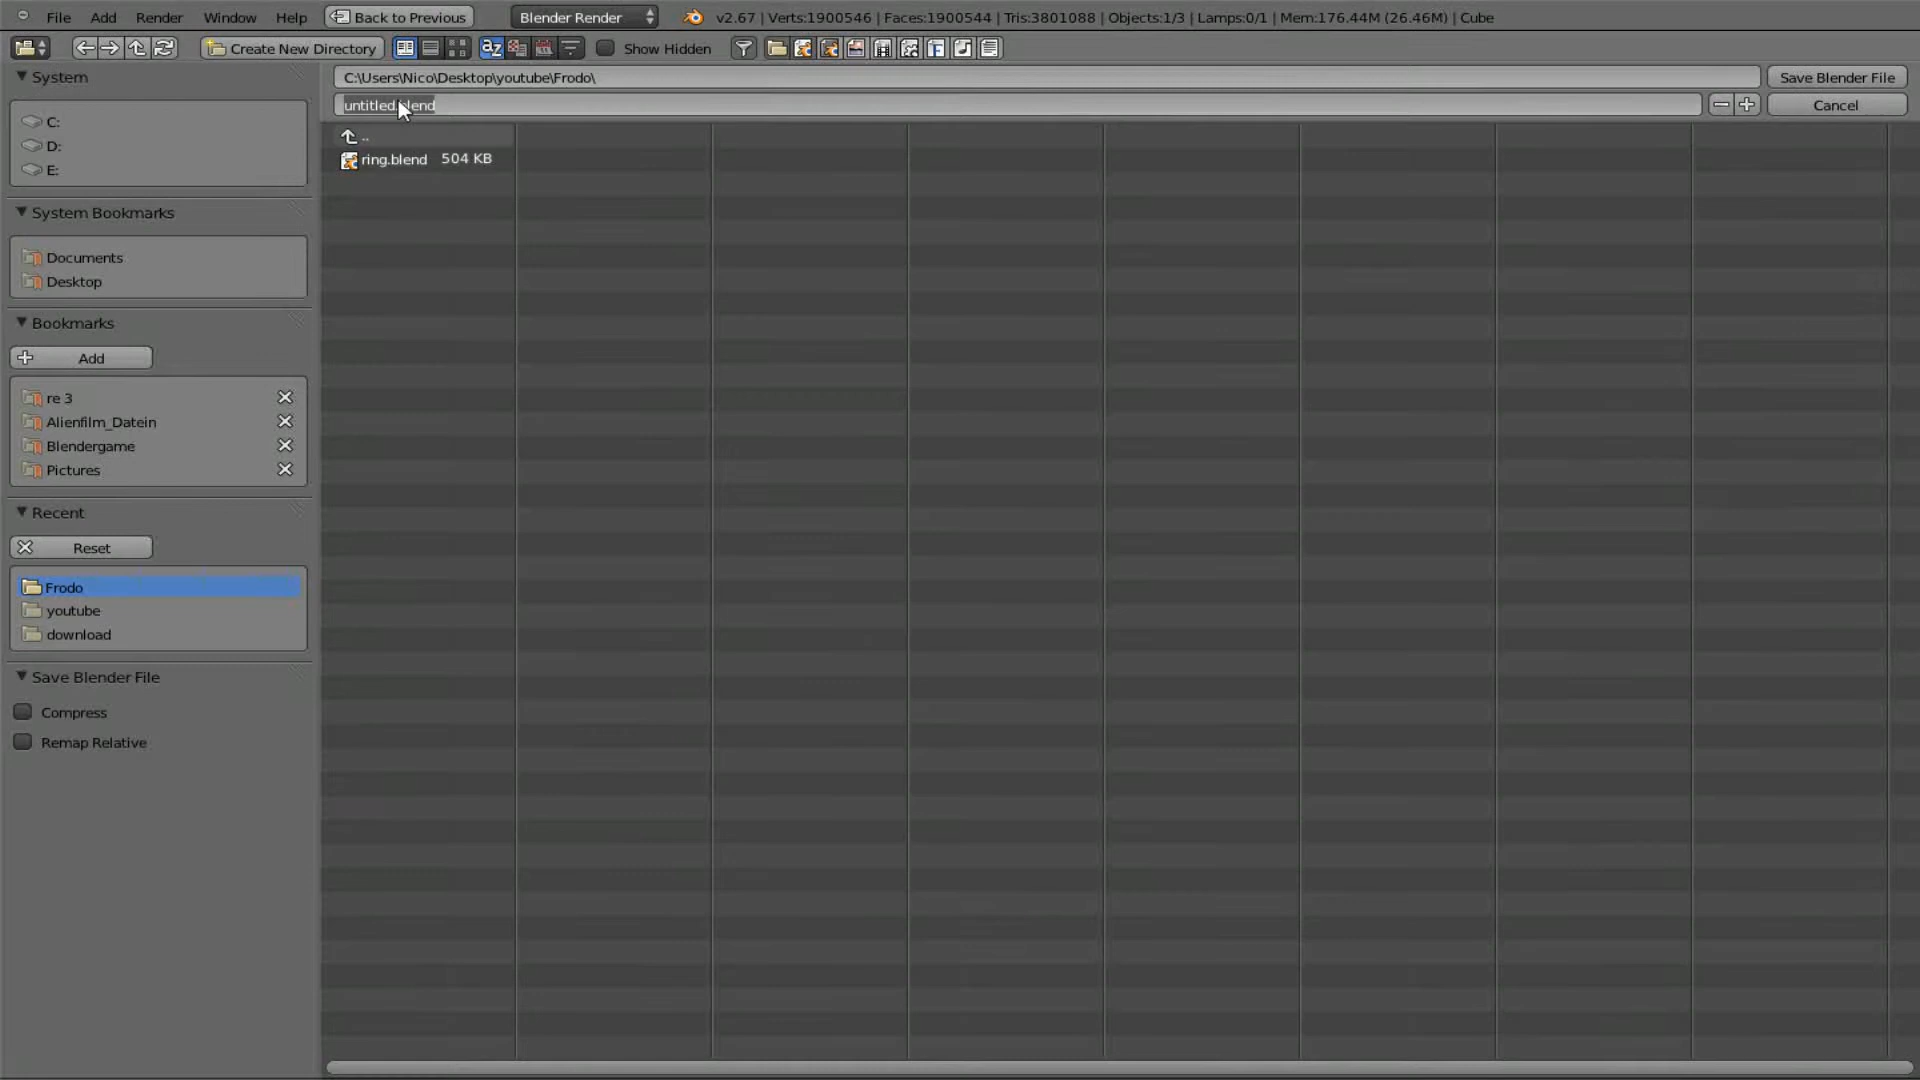 File Add Render Window Help Back to Previous Blender Render v2.67 | Verts:1900546 | Faces:1900544 | Tris:3801088 | Objects:1/3 | Lamps:0/1 | Mem:176.44M (26.46M) | Cube
Create New Directory Show Hidden
System
C:\Users\Nico\Desktop\youtube\Frodo\ Save Blender File
untitled.blend Cancel
C:
..
D:
ring.blend 504 KB
E:
System Bookmarks
Documents
Desktop
Bookmarks
Add
re 3
Alienfilm_Datein
Blendergame
Pictures
Recent
Reset
Frodo
youtube
download
Save Blender File
Compress
Remap Relative